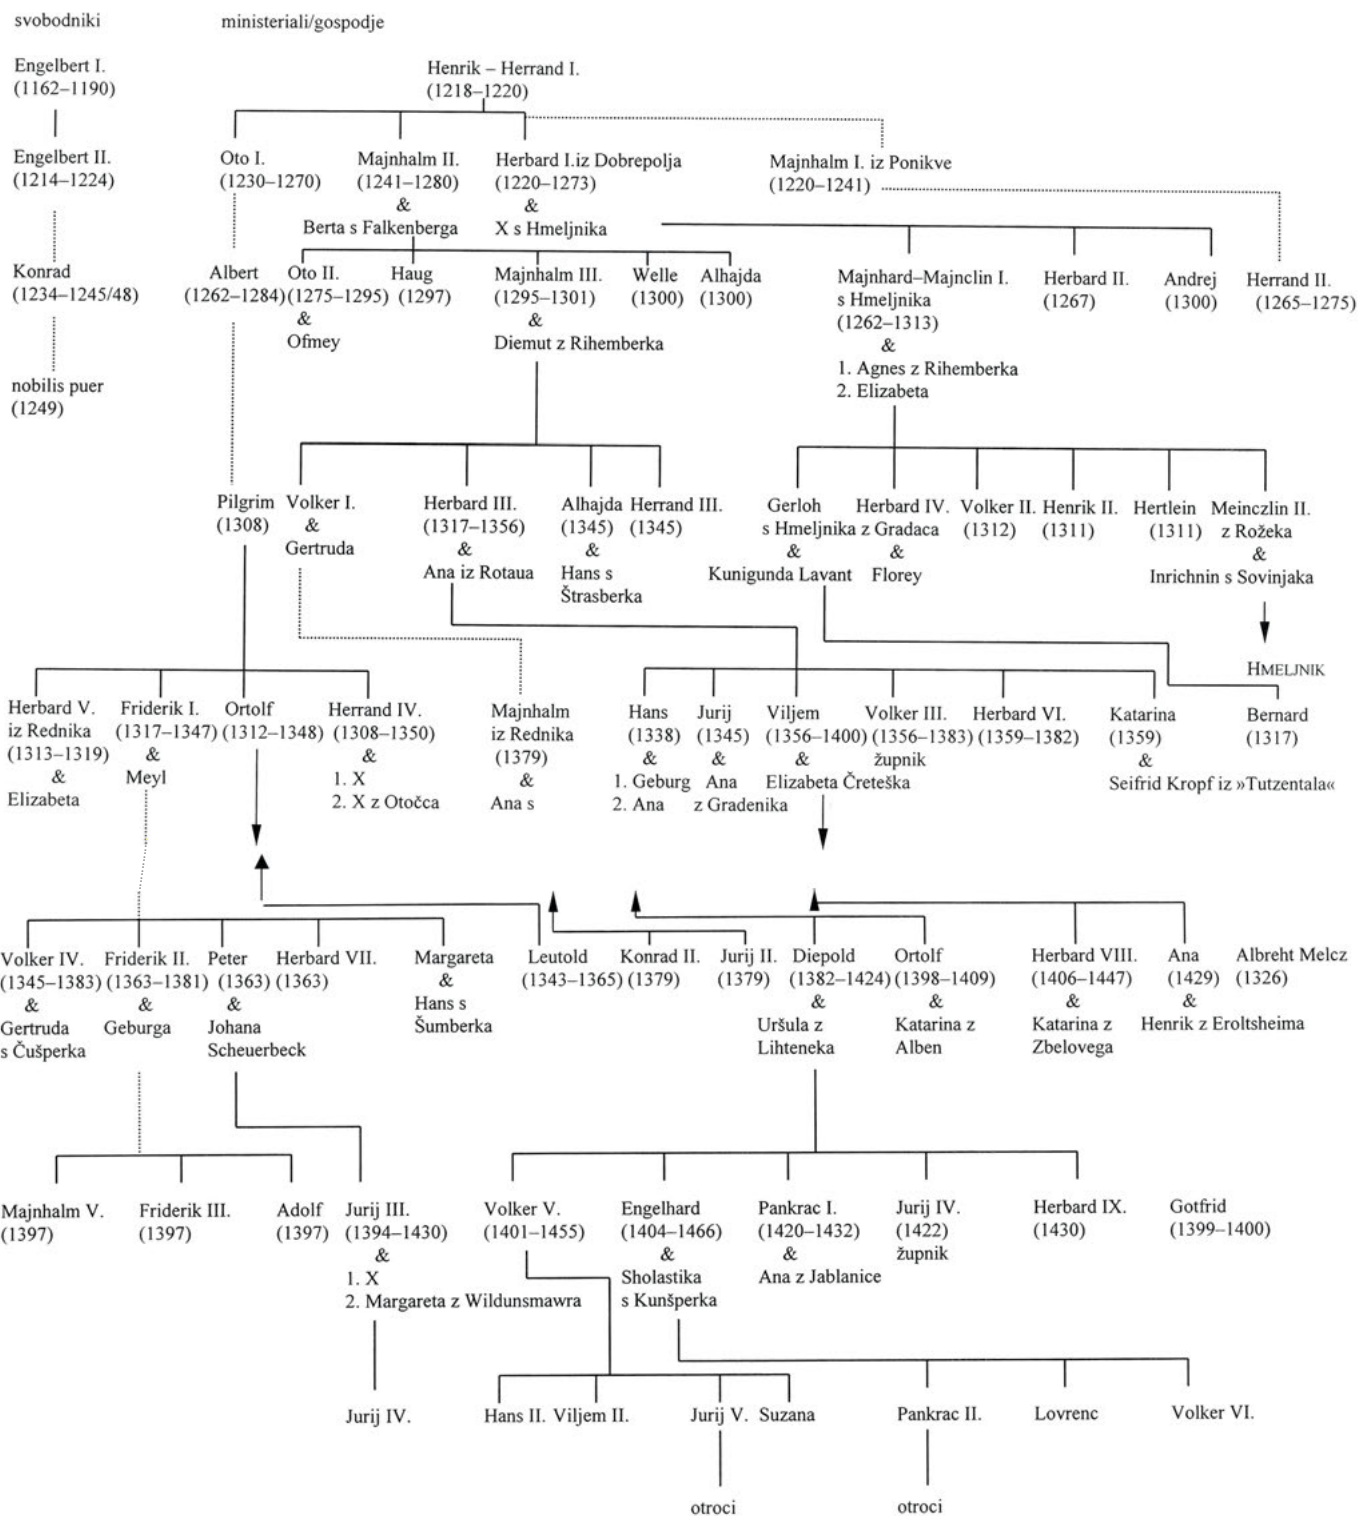 svobodniki
ministeriali/gospodje
Engelbert I.
(1162–1190)
Henrik – Herrand I.
(1218–1220)
Engelbert II.
(1214–1224)
Oto I.
(1230–1270)
Majnhalm II.
(1241–1280)
&
Berta s Falkenberga
Herbard I.iz Dobrepolja
(1220–1273)
&
X s Hmeljnika
Majnhalm I. iz Ponikve
(1220–1241)
Konrad
(1234–1245/48)
Albert
(1262–1284)
Oto II.
(1275–1295)
&
Ofmey
Haug
(1297)
Majnhalm III.
(1295–1301)
&
Diemut z Rihemberka
Welle
(1300)
Alhajda
(1300)
Majnhard–Majnclin I.
s Hmeljnika
(1262–1313)
&
1. Agnes z Rihemberka
2. Elizabeta
Herbard II.
(1267)
Andrej
(1300)
Herrand II.
(1265–1275)
nobilis puer
(1249)
Pilgrim
(1308)
Volker I.
&
Gertruda
Herbard III.
(1317–1356)
&
Ana iz Rotaua
Alhajda
(1345)
&
Hans s
Štrasberka
Herrand III.
(1345)
Gerloh
s Hmeljnika
&
Kunigunda Lavant
Herbard IV.
z Gradaca
&
Florey
Volker II.
(1312)
Henrik II.
(1311)
Hertlein
(1311)
Meinczlin II.
z Rožeka
&
Inrichnin s Sovinjaka
HMELJNIK
Herbard V.
iz Rednika
(1313–1319)
&
Elizabeta
Friderik I.
(1317–1347)
&
Meyl
Ortolf
(1312–1348)
Herrand IV.
(1308–1350)
&
1. X
2. X z Otočca
Majnhalm
iz Rednika
(1379)
&
Ana s
Hans
(1338)
&
1. Geburg
2. Ana
Jurij
(1345)
&
Ana
z Gradenika
Viljem
(1356–1400)
&
Elizabeta Čreteška
Volker III.
(1356–1383)
župnik
Herbard VI.
(1359–1382)
Katarina
(1359)
&
Seifrid Kropf iz »Tutzentala«
Bernard
(1317)
Volker IV.
(1345–1383)
&
Gertruda
s Čušperka
Friderik II.
(1363–1381)
&
Geburga
Peter
(1363)
&
Johana
Scheuerbeck
Herbard VII.
(1363)
Margareta
&
Hans s
Šumberka
Leutold
(1343–1365)
Konrad II.
(1379)
Jurij II.
(1379)
Diepold
(1382–1424)
&
Uršula z
Lihteneka
Ortolf
(1398–1409)
&
Katarina z
Alben
Herbard VIII.
(1406–1447)
&
Katarina z
Zbelovega
Ana
(1429)
&
Henrik z Eroltsheima
Albreht Melcz
(1326)
Majnhalm V.
(1397)
Friderik III.
(1397)
Adolf
(1397)
Jurij III.
(1394–1430)
&
1. X
2. Margareta z Wildunsmawra
Volker V.
(1401–1455)
Engelhard
(1404–1466)
&
Sholastika
s Kunšperka
Pankrac I.
(1420–1432)
&
Ana z Jablanice
Jurij IV.
(1422)
župnik
Herbard IX.
(1430)
Gotfrid
(1399–1400)
Jurij IV.
Hans II.
Viljem II.
Jurij V.
Suzana
Pankrac II.
Lovrenc
Volker VI.
otroci
otroci